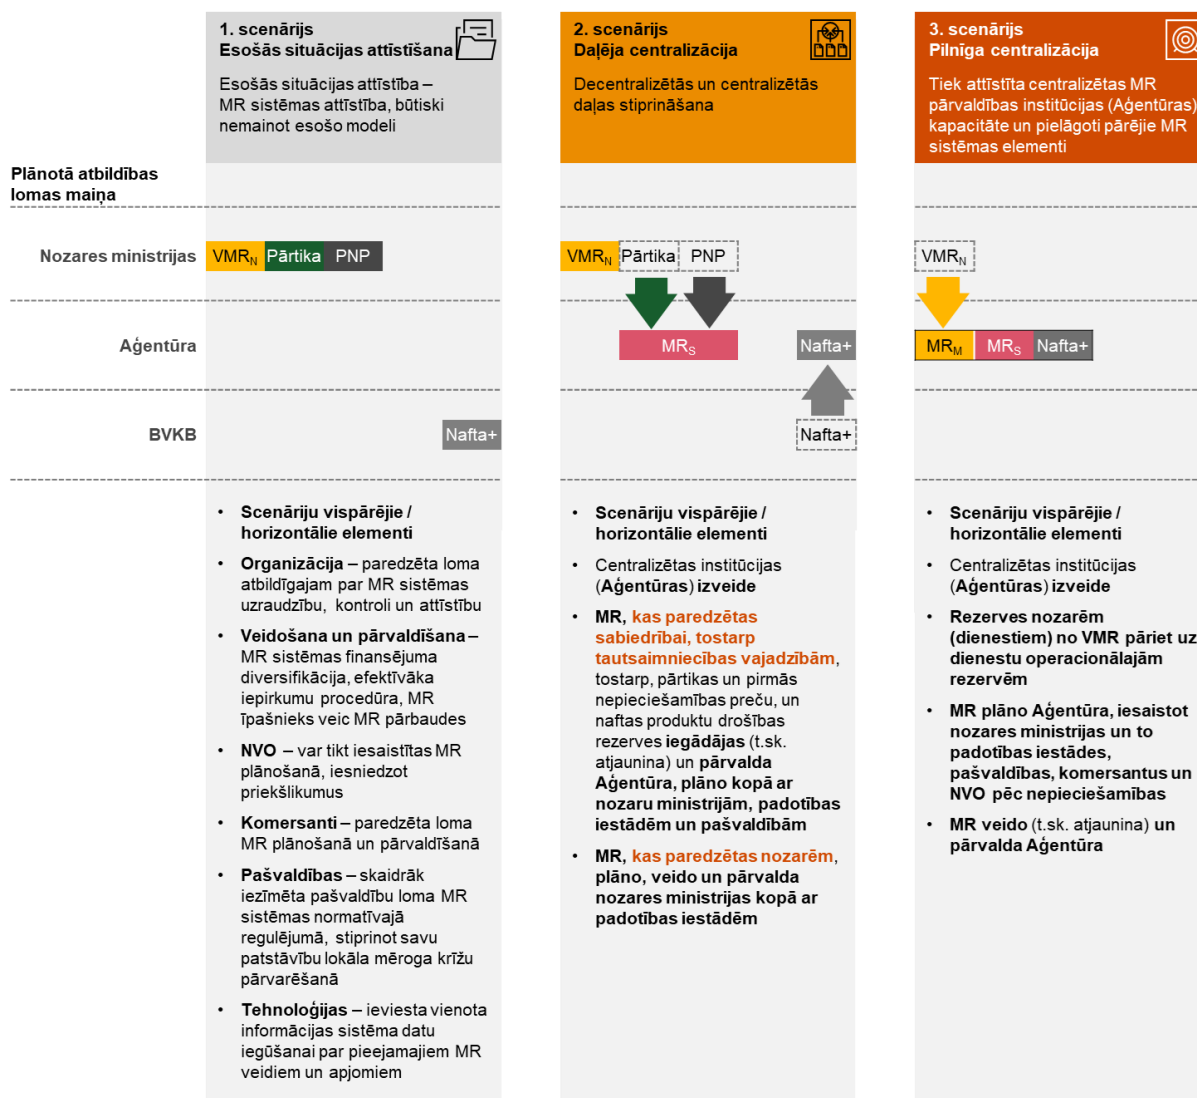 1. scenārijs
Esošās situācijas attīstīšana
Esošās situācijas attīstība –
MR sistēmas attīstība, būtiski
nemainot esošo modeli
2. scenārijs
Daļēja centralizācija
Decentralizētās un centralizētās
daļas stiprināšana
3. scenārijs
Pilnīga centralizācija
Tiek attīstīta centralizētas MR
pārvaldības institūcijas (Aģentūras)
kapacitāte un pielāgoti pārējie MR
sistēmas elementi
Plānotā atbildības
lomas maiņa
Nozares ministrijas
VMRN Pārtika PNP
VMRN Pārtika PNP
VMRN
Aģentūra
MRS Nafta+
MRM MRS Nafta+
BVKB
Nafta+
Nafta+
• Scenāriju vispārējie /
horizontālie elementi
• Organizācija – paredzēta loma
atbildīgajam par MR sistēmas
uzraudzību, kontroli un attīstību
• Veidošana un pārvaldīšana –
MR sistēmas finansējuma
diversifikācija, efektīvāka
iepirkumu procedūra, MR
īpašnieks veic MR pārbaudes
• NVO – var tikt iesaistītas MR
plānošanā, iesniedzot
priekšlikumus
• Komersanti – paredzēta loma
MR plānošanā un pārvaldīšanā
• Pašvaldības – skaidrāk
iezīmēta pašvaldību loma MR
sistēmas normatīvajā
regulējumā, stiprinot savu
patstāvību lokāla mēroga krīžu
pārvarēšanā
• Tehnoloģijas – ieviesta vienota
informācijas sistēma datu
iegūšanai par pieejamajiem MR
veidiem un apjomiem
• Scenāriju vispārējie /
horizontālie elementi
• Centralizētas institūcijas
(Aģentūras) izveide
• MR, kas paredzētas
sabiedrībai, tostarp
tautsaimniecības vajadzībām,
tostarp, pārtikas un pirmās
nepieciešamības preču, un
naftas produktu drošības
rezerves iegādājas (t.sk.
atjaunina) un pārvalda
Aģentūra, plāno kopā ar
nozaru ministrijām, padotības
iestādēm un pašvaldībām
• MR, kas paredzētas nozarēm,
plāno, veido un pārvalda
nozares ministrijas kopā ar
padotības iestādēm
• Scenāriju vispārējie /
horizontālie elementi
• Centralizētas institūcijas
(Aģentūras) izveide
• Rezerves nozarēm
(dienestiem) no VMR pāriet uz
dienestu operacionālajām
rezervēm
• MR plāno Aģentūra, iesaistot
nozares ministrijas un to
padotības iestādes,
pašvaldības, komersantus un
NVO pēc nepieciešamības
• MR veido (t.sk. atjaunina) un
pārvalda Aģentūra